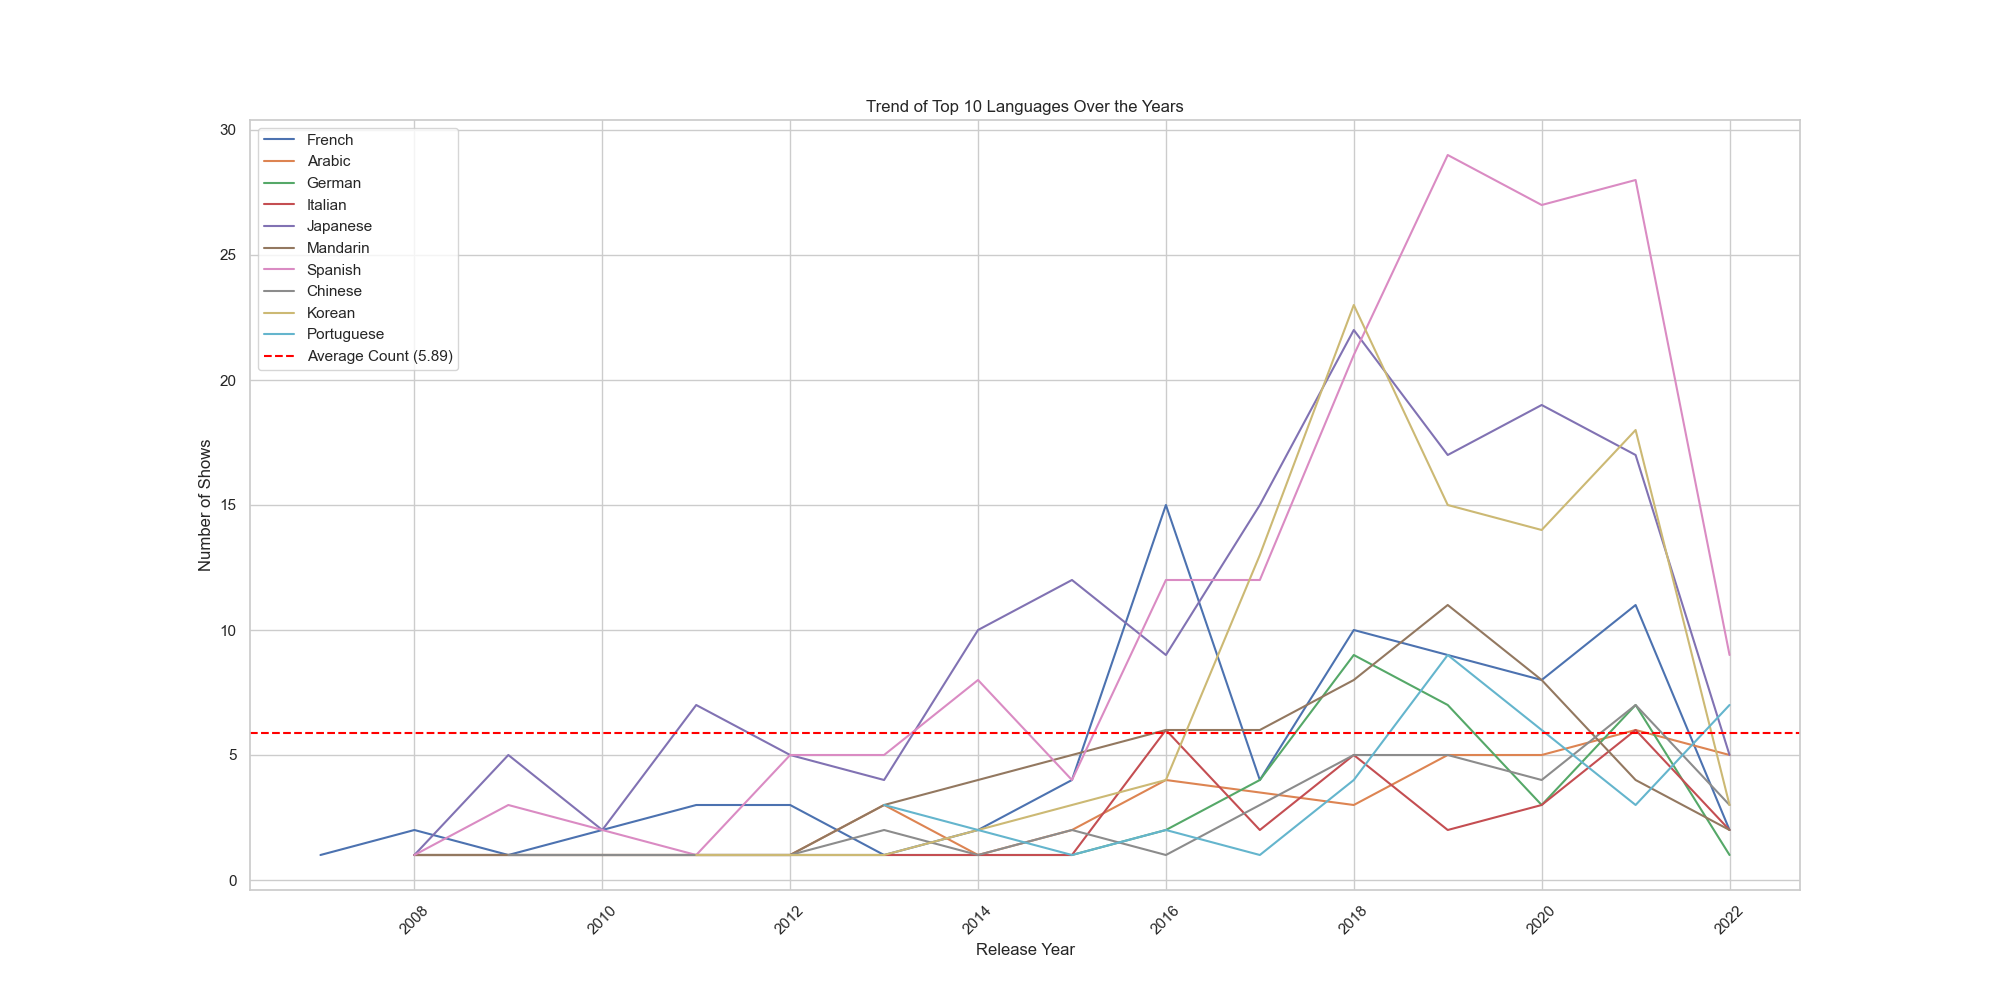 Trend of Top 10 Languages Over the Years
30
25
20
15
10
5
0
Number of Shows
French
Arabic
German
Italian
Japanese
Mandarin
Spanish
Chinese
Korean
Portuguese
Average Count (5.89)
2008
2010
2012
2014
2016
2018
2020
2022
Release Year